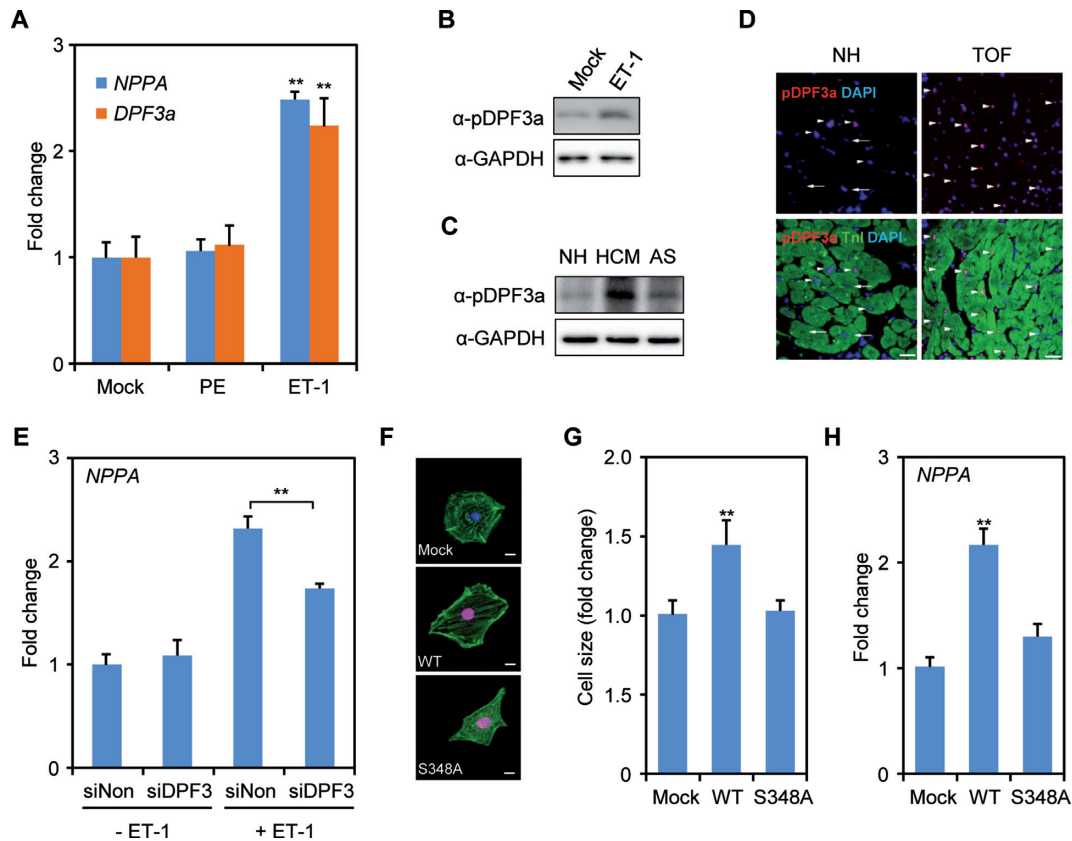 A
3
2
1
0
Fold change
NPPA
DPF3a
**
**
Mock PE ET-1
B
Mock ET-1
α-pDPF3a
α-GAPDH
C
NH HCM AS
α-pDPF3a
α-GAPDH
D
NH TOF
pDPF3a DAPI
pDPF3a TnI DAPI
E
3
2
1
0
Fold change
NPPA
**
siNon siDPF3 siNon siDPF3
- ET-1 + ET-1
F
Mock
WT
S348A
G
2.0
1.5
1.0
1.5
0
Cell size (fold change)
**
Mock WT S348A
H
3
2
1
0
Fold change
NPPA
**
Mock WT S348A